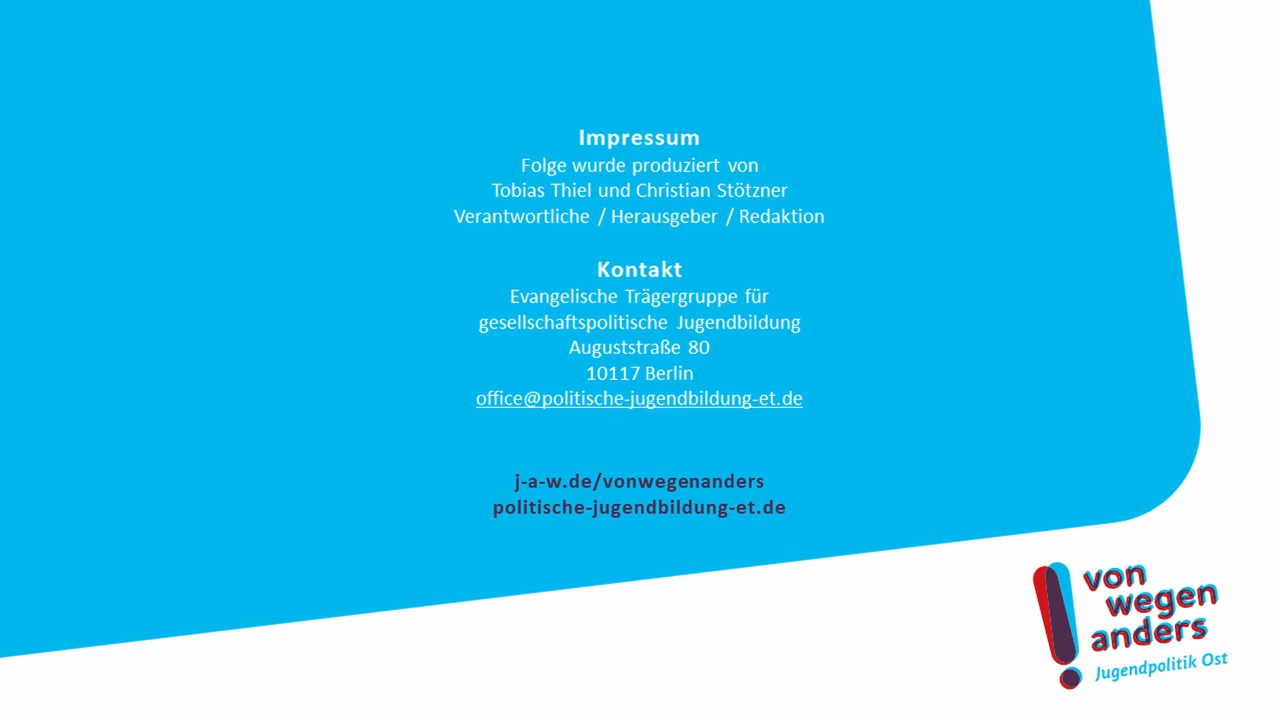 Impressum
Folge wurde produziert von
Tobias Thiel und Christian Stötzner
Verantwortliche / Herausgeber / Redaktion
Kontakt
Evangelische Trägergruppe für
gesellschaftspolitische Jugendbildung
Auguststraße 80
10117 Berlin
office@politische-jugendbildung-et.de
j-a-w.de/vonwegenanders
politische-jugendbildung-et.de
von
wegen
anders
Jugendpolitik Ost